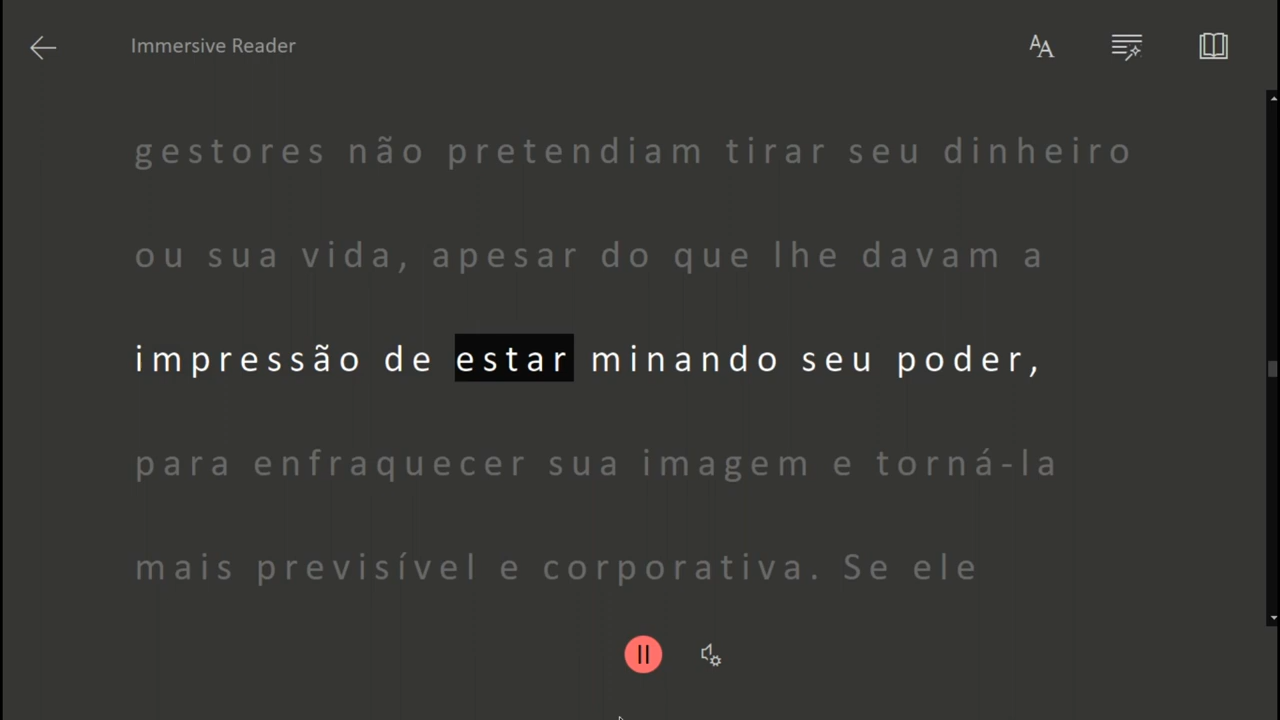 Immersive Reader
gestores não pretendiam tirar seu dinheiro
ou sua vida, apesar do que lhe davam a
impressão de estar minando seu poder,
para enfraquecer sua imagem e torná-la
mais previsível e corporativa. Se ele